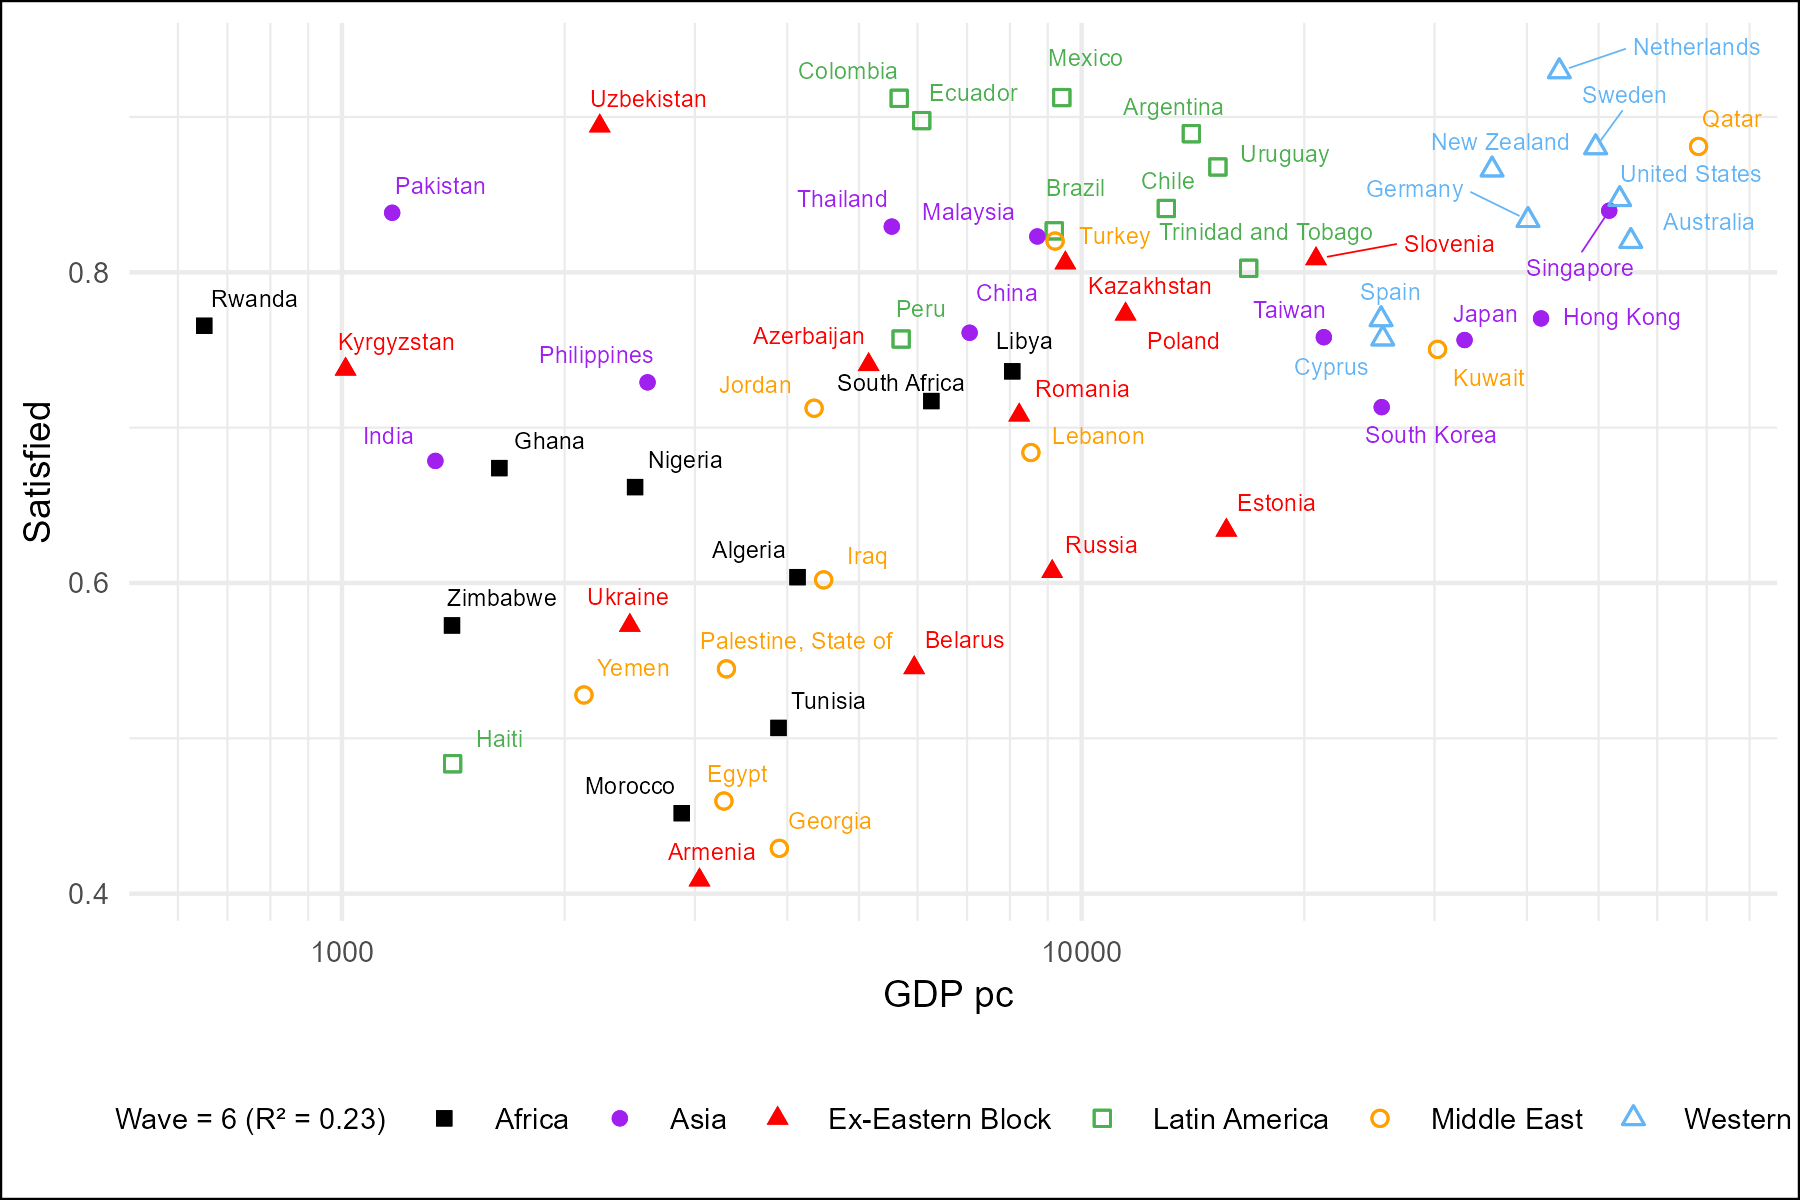 Netherlands
Mexico
Colombia
Ecuador
Sweden
Uzbekistan
Argentina
Qatar
New Zealand
Uruguay
United States
Chile
Pakistan
Brazil
Germany
Thailand
Malaysia
Australia
Turkey
Trinidad and Tobago
Slovenia
0.8
Singapore
Kazakhstan
China
Spain
Rwanda
Peru
Taiwan
Japan
Hong Kong
Azerbaijan
Libya
Poland
Kyrgyzstan
Philippines
Cyprus
Kuwait
Jordan
South Africa
Romania
India
Ghana
Lebanon
South Korea
Nigeria
Satisfied
Estonia
Algeria
Iraq
Russia
0.6
Zimbabwe
Ukraine
Palestine, State of
Belarus
Yemen
Tunisia
Haiti
Egypt
Morocco
Georgia
Armenia
0.4
1000
10000
GDP pc
Wave = 6 (R² = 0.23) Africa Asia Ex-Eastern Block Latin America Middle East Western